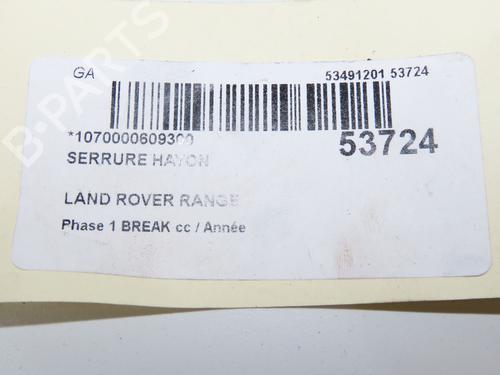 GA
53491201 53724
*1070000609300
53724
SERRURE HAYON
LAND ROVER RANGE
Phase 1 BREAK cc / Année
B-PARTS